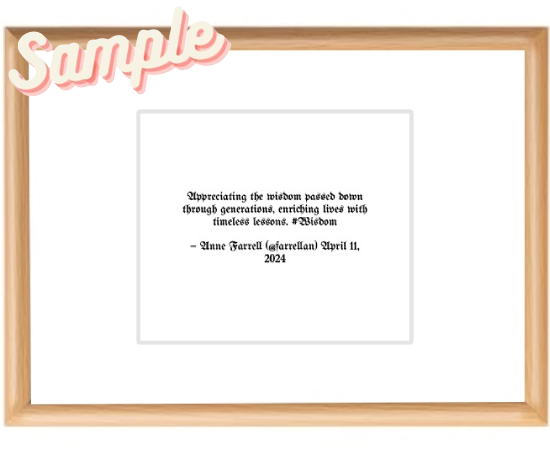 Sample
Appreciating the wisdom passed down
through generations, enriching lives with
timeless lessons. #Wisdom
– Anne Farrell (@farrellan) April 11,
2024